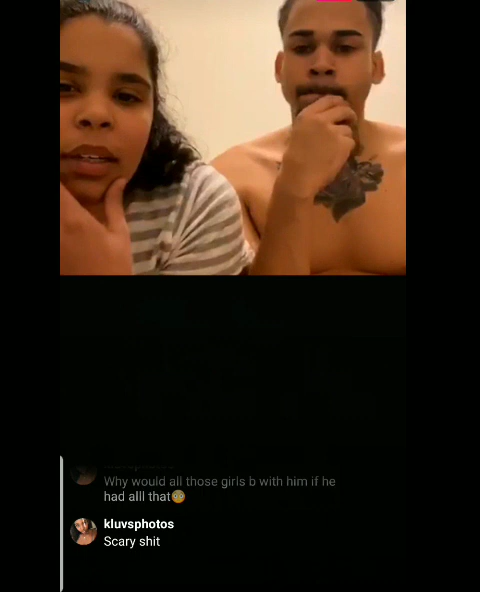 Why would all those girls b with him if he
had alll that😳
kluvsphotos
Scary shit